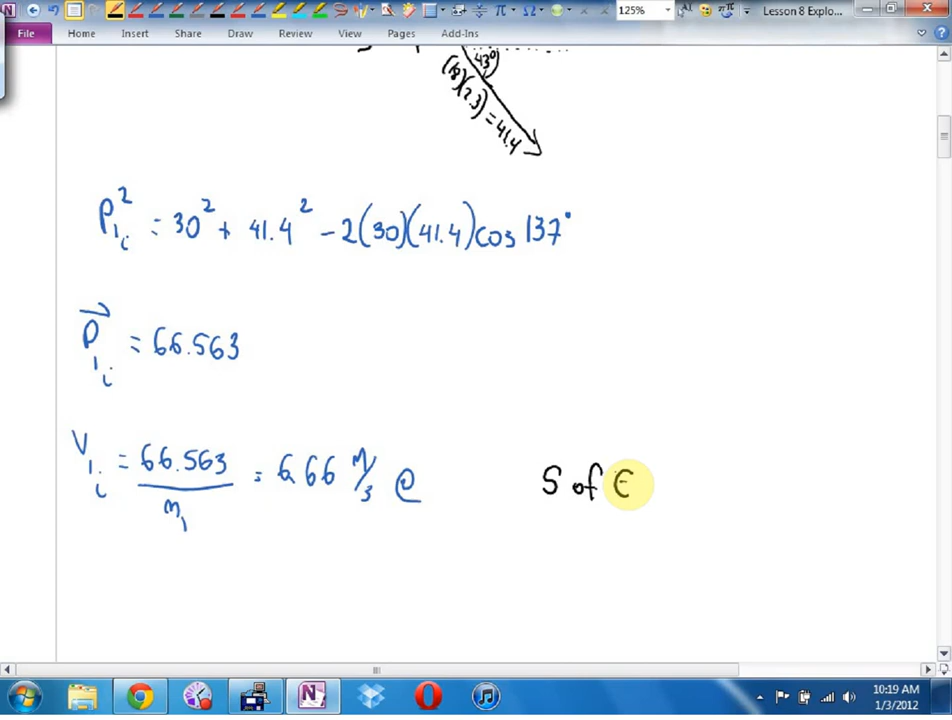 125%
Lesson 8 Explo...
File Home Insert Share Draw Review View Pages Add-Ins
43°
(18)(2.3) = 41.4
P₁ᵢ² = 30² + 41.4² − 2(30)(41.4) cos 137°
P⃗₁ᵢ = 66.563
V₁ᵢ = 66.563 / m₁ = 6.66 m/s @ S of E
10:19 AM
1/3/2012